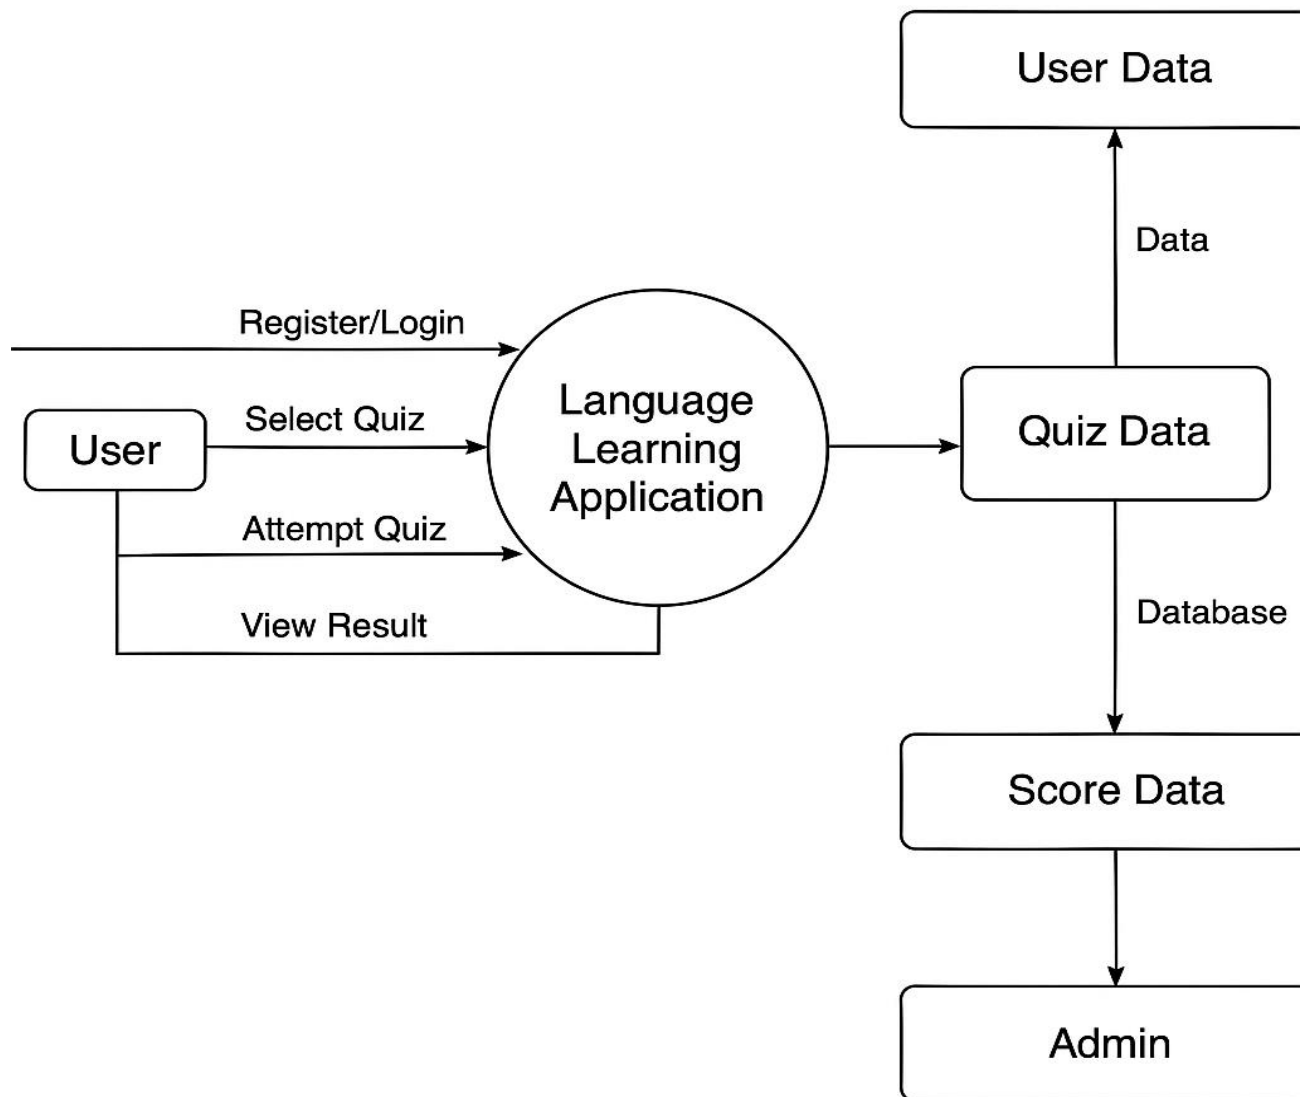 User Data
Data
Register/Login
Select Quiz
User
Attempt Quiz
View Result
Language
Learning
Application
Quiz Data
Database
Score Data
Admin